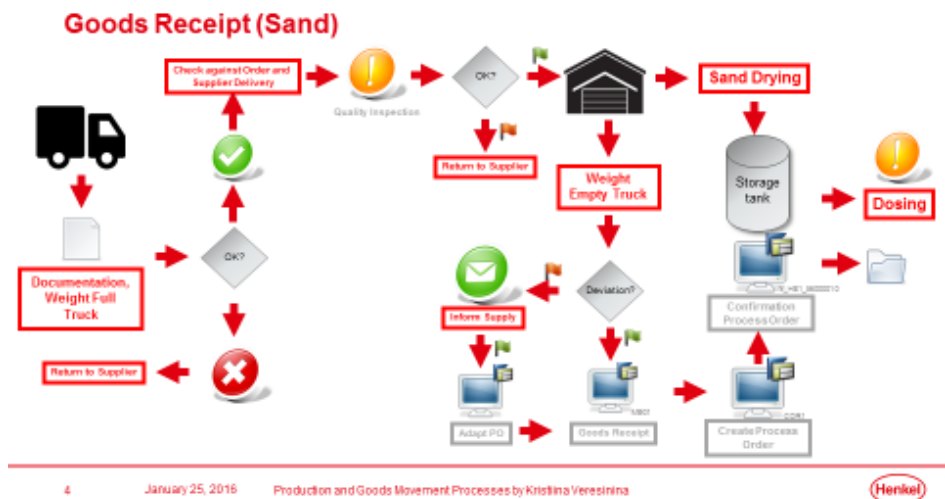 Goods Receipt (Sand)
Check against Order and
Supplier Delivery
Quality Inspection
OK?
Sand Drying
Return to Supplier
Weight
Empty Truck
Storage
tank
Dosing
OK?
Documentation,
Weight Full
Truck
Deviation?
Inform Supply
Confirmation
Process Order
Return to Supplier
Adapt PO
Goods Receipt
COR1
Create Process
Order
4
January 25, 2016
Production and Goods Movement Processes by Kristiina Veresinina
Henkel